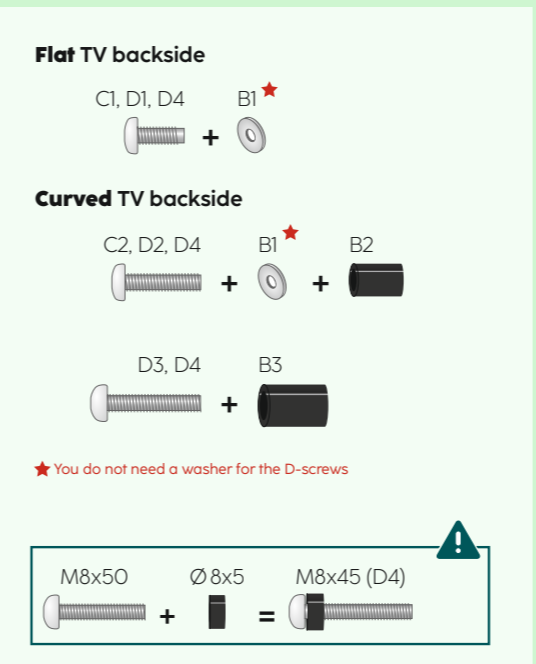 Flat TV backside
C1, D1, D4 B1
+
Curved TV backside
C2, D2, D4 B1 B2
+ +
D3, D4 B3
+
You do not need a washer for the D-screws
!
M8x50 Ø8x5 M8x45 (D4)
+ =